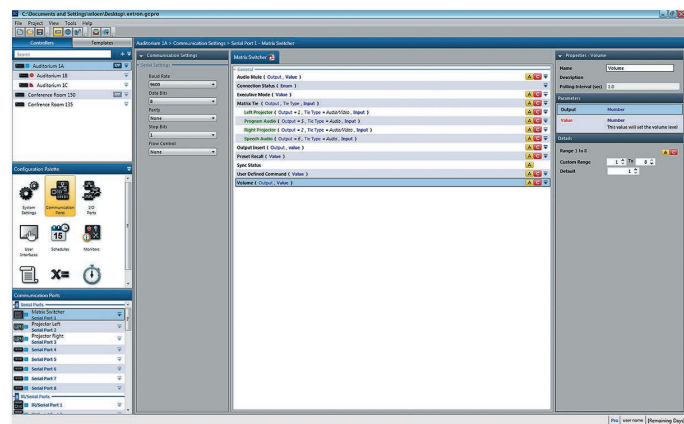 C:\Documents and Settings\eeloen\Desktop\extron.gcpro
File Project View Tools Help
Controllers Templates
Search
Auditorium 1A
Auditorium 1B
Auditorium 1C
Conference Room 150
Confrence Room 135
Configuration Palette
System Settings
Communication Ports
I/O Ports
User Interfaces
Schedules
Monitors
Communication Ports
Serial Ports
Matrix Switcher
Serial Port 1
Projector Left
Serial Port 2
Projector Right
Serial Port 3
Serial Port 4
Serial Port 5
Serial Port 6
Serial Port 7
Serial Port 8
IR/Serial Ports
IR/Serial Port 1
Auditorium 1A > Communication Settings > Serial Port 1 - Matrix Switcher
Communication Settings
Serial Settings
Baud Rate
9600
Data Bits
8
Parity
None
Stop Bits
1
Flow Control
None
Matrix Switcher
General
Audio Mute ( Output , Value )
Connection Status ( Enum )
Executive Mode ( Value )
Matrix Tie ( Output , Tie Type , Input )
Left Projector ( Output = 1 , Tie Type = Audio/Video , Input )
Program Audio ( Output = 5 , Tie Type = Audio , Input )
Right Projector ( Output = 2 , Tie Type = Audio/Video , Input )
Speech Audio ( Output = 6 , Tie Type = Audio , Input )
Output Insert ( Output , value )
Preset Recall ( Value )
Sync Status
User Defined Command ( Value )
Volume ( Output , Value )
Properties - Volume
Name Volume
Description
Polling Interval (sec) 1.0
Parameters
Output Number
Value Number
This value will set the volume level
Details
Range 1 to 8
Custom Range 1 To 8
Default 1
Pro user name [Remaining Days]